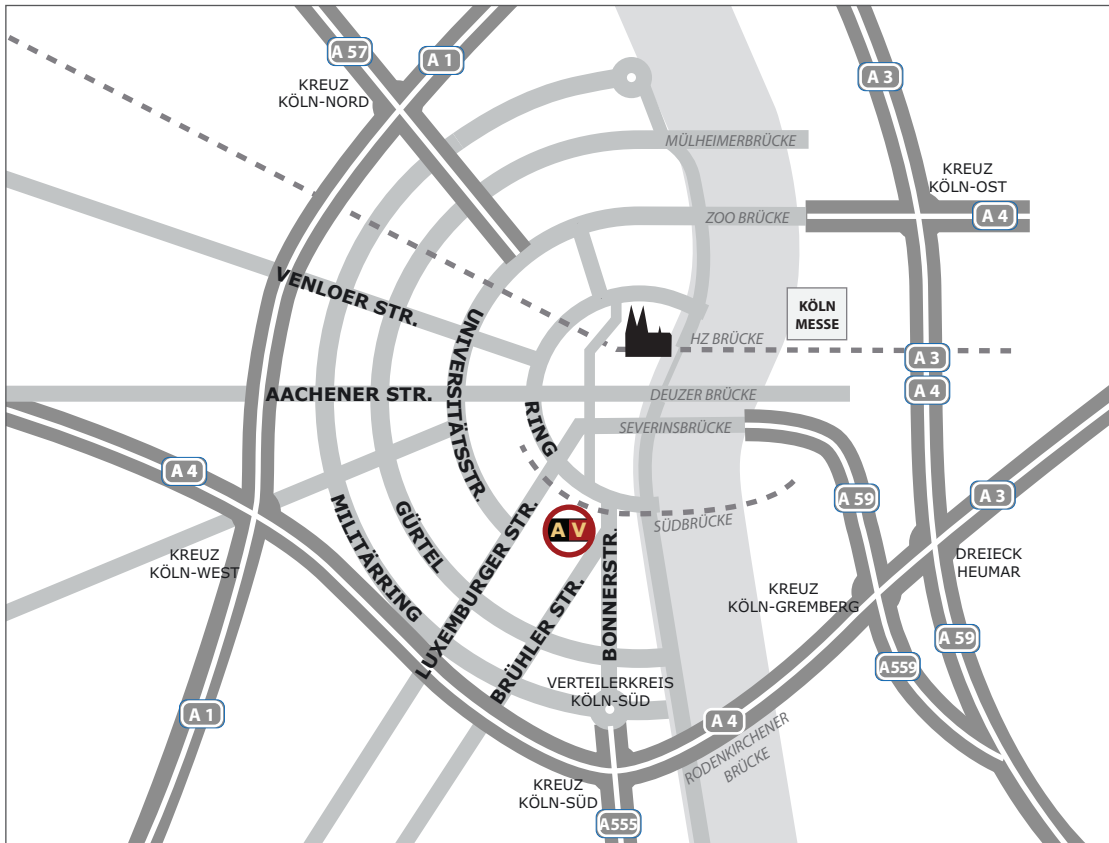 A 57
A 1
KREUZ
KÖLN-NORD
A 3
MÜLHEIMERBRÜCKE
KREUZ
KÖLN-OST
ZOO BRÜCKE
A 4
VENLOER STR.
UNIVERSITÄTSSTR.
KÖLN
MESSE
HZ BRÜCKE
A 3
A 4
AACHENER STR.
DEUZER BRÜCKE
RING
SEVERINSBRÜCKE
A 4
A 59
A 3
MILITÄRRING
GÜRTEL
LUXEMBURGER STR.
A V
BONNERSTR.
SÜDBRÜCKE
KREUZ
KÖLN-WEST
DREIECK
HEUMAR
KREUZ
KÖLN-GREMBERG
BRÜHLER STR.
A 59
A559
VERTEILERKREIS
KÖLN-SÜD
A 1
A 4
RODENKIRCHENER
BRÜCKE
KREUZ
KÖLN-SÜD
A555